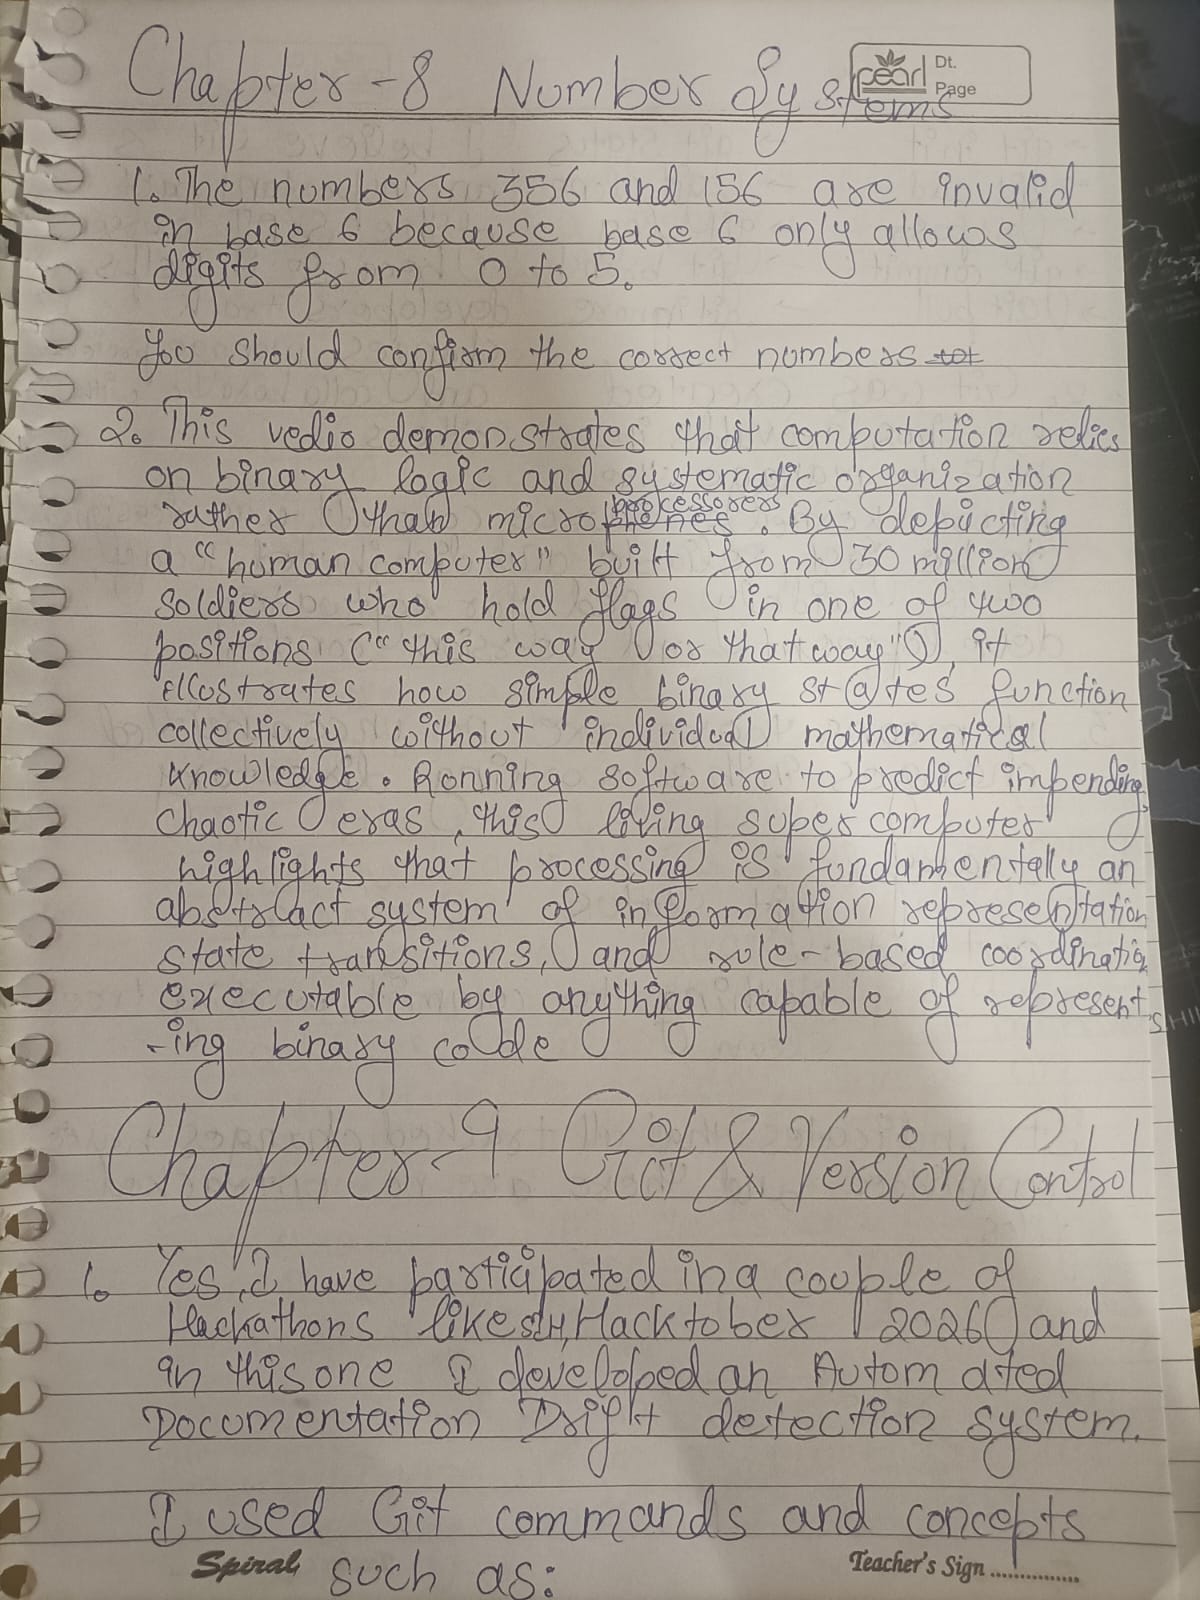 Chapter -8 Number Systems
pearl
Dt.
Page
1. The numbers 356 and 156 are invalid
in base 6 because base 6 only allows
digits from 0 to 5.
You should confirm the correct numbers
2. This vedio demonstrates that computation relies
on binary logic and systematic organization
processorers
rather than microphenes. By depicting
a "human computer" built from 30 million
soldiers who hold flags in one of two
positions ("this way or that way"), it
illustrates how simple binary states function
collectively without individual mathematical
knowledge. Running software to predict impending
chaotic eras, this living super computer
highlights that processing is fundamentally an
abstract system of information representation
state transitions, and rule-based coordination
executable by anything capable of represent
-ing binary code
Chapter-9 Git & Version Control
1. Yes, I have participated in a couple of
Hackathons like Hacktober 2026 and
in this one I developed an Automated
Documentation Drift detection system.
I used Git commands and concepts
such as:
Spiral
Teacher's Sign ...............